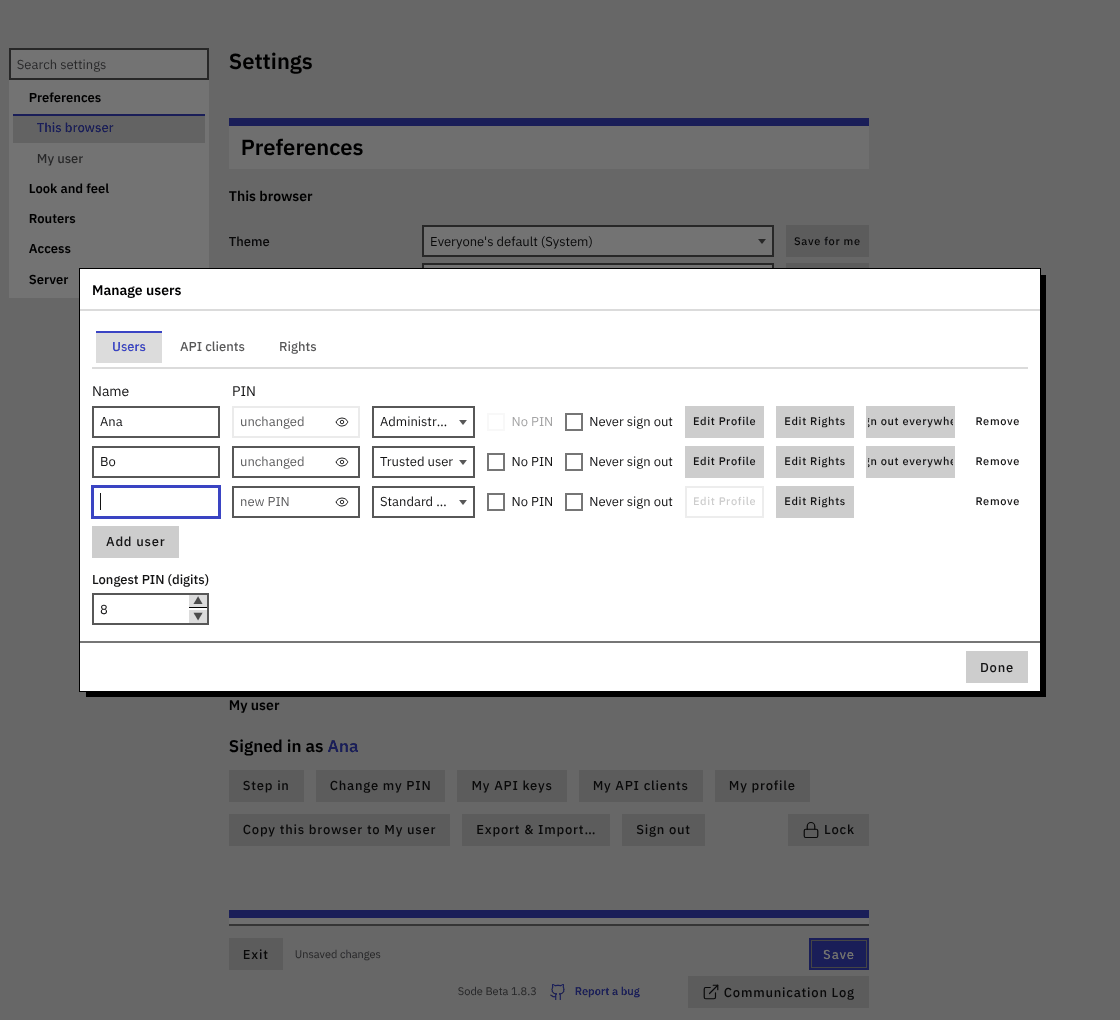 Search settings
Settings
Preferences
This browser
My user
Look and feel
Routers
Access
Server
Preferences
This browser
Theme Everyone's default (System) Save for me
Manage users
Users API clients Rights
Name PIN
Ana unchanged Administr... No PIN Never sign out Edit Profile Edit Rights gn out everywhe Remove
Bo unchanged Trusted user No PIN Never sign out Edit Profile Edit Rights gn out everywhe Remove
new PIN Standard ... No PIN Never sign out Edit Profile Edit Rights Remove
Add user
Longest PIN (digits)
8
Done
My user
Signed in as Ana
Step in Change my PIN My API keys My API clients My profile
Copy this browser to My user Export & Import... Sign out Lock
Exit Unsaved changes Save
Sode Beta 1.8.3 Report a bug Communication Log